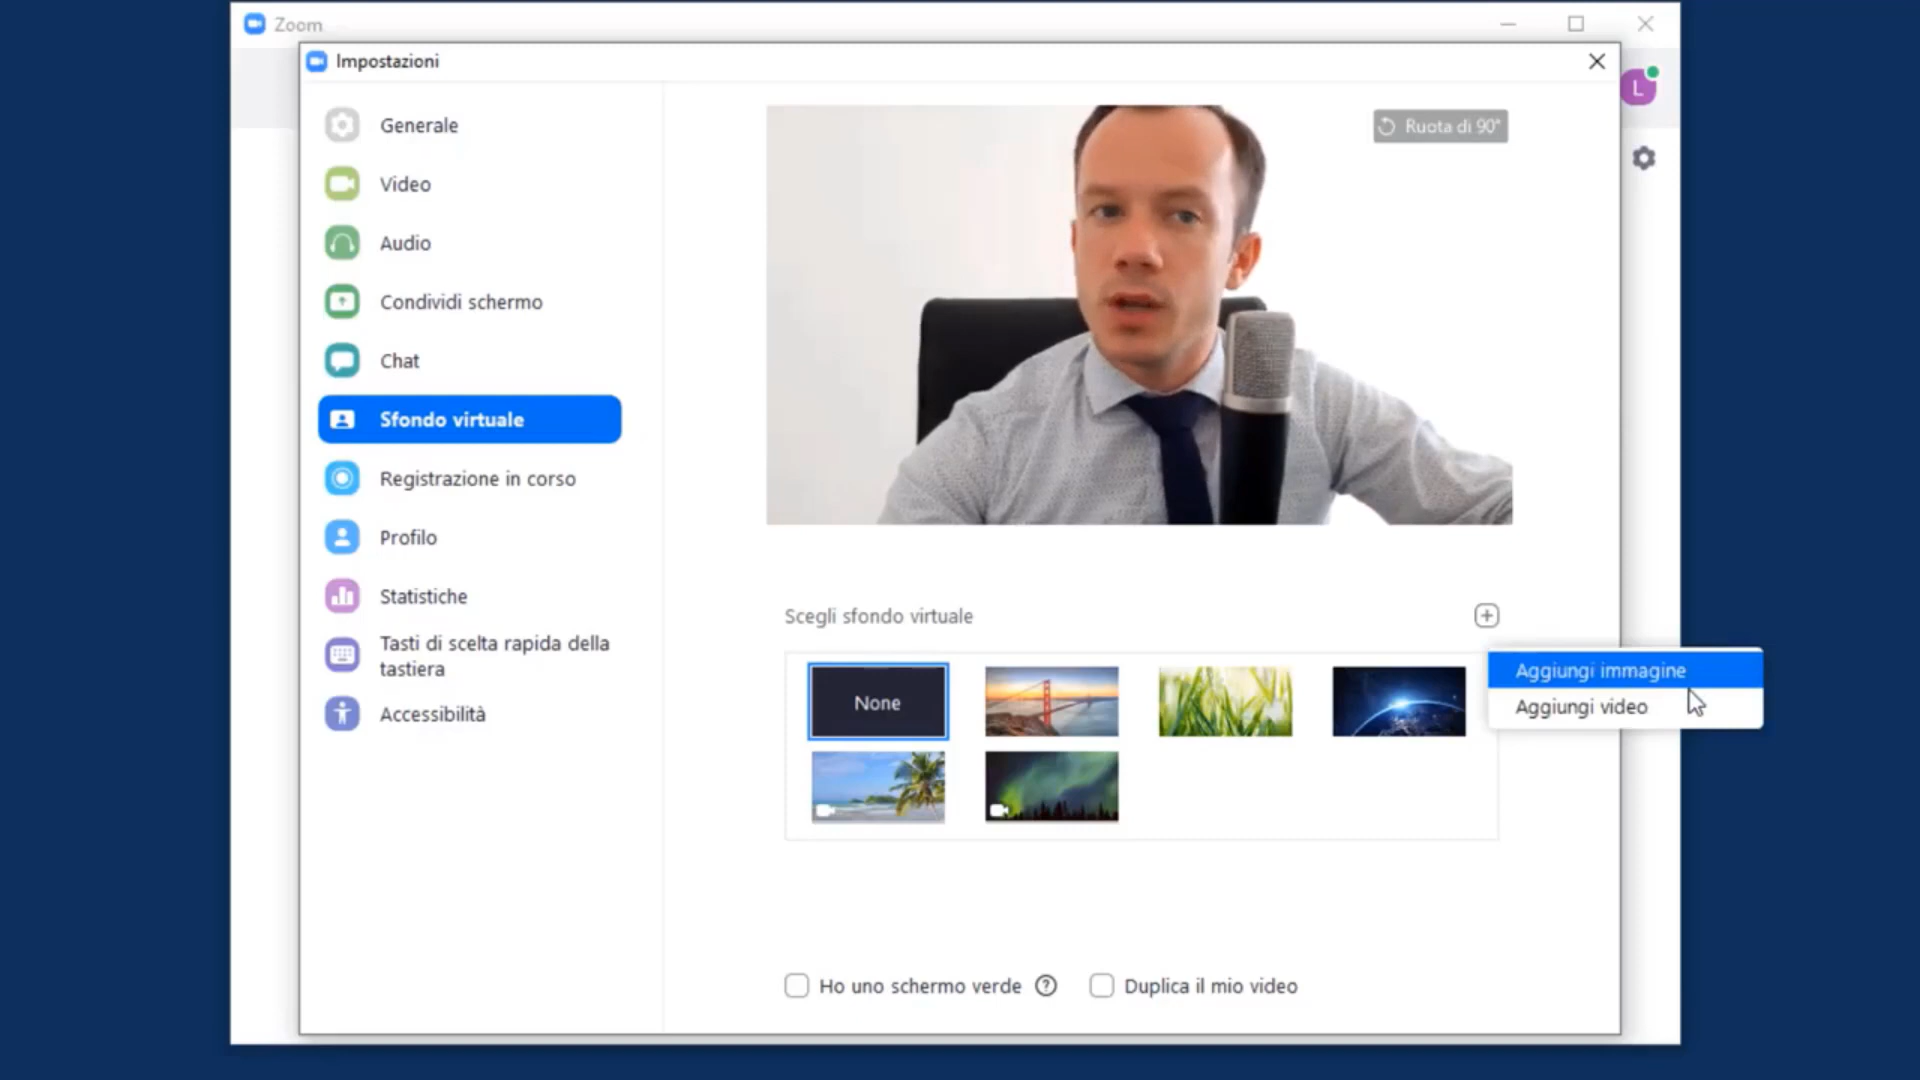 Zoom
Impostazioni
L
Generale
Video
Audio
Condividi schermo
Chat
Sfondo virtuale
Registrazione in corso
Profilo
Statistiche
Tasti di scelta rapida della
tastiera
Accessibilità
Ruota di 90°
Scegli sfondo virtuale
None
Aggiungi immagine
Aggiungi video
Ho uno schermo verde ?
Duplica il mio video